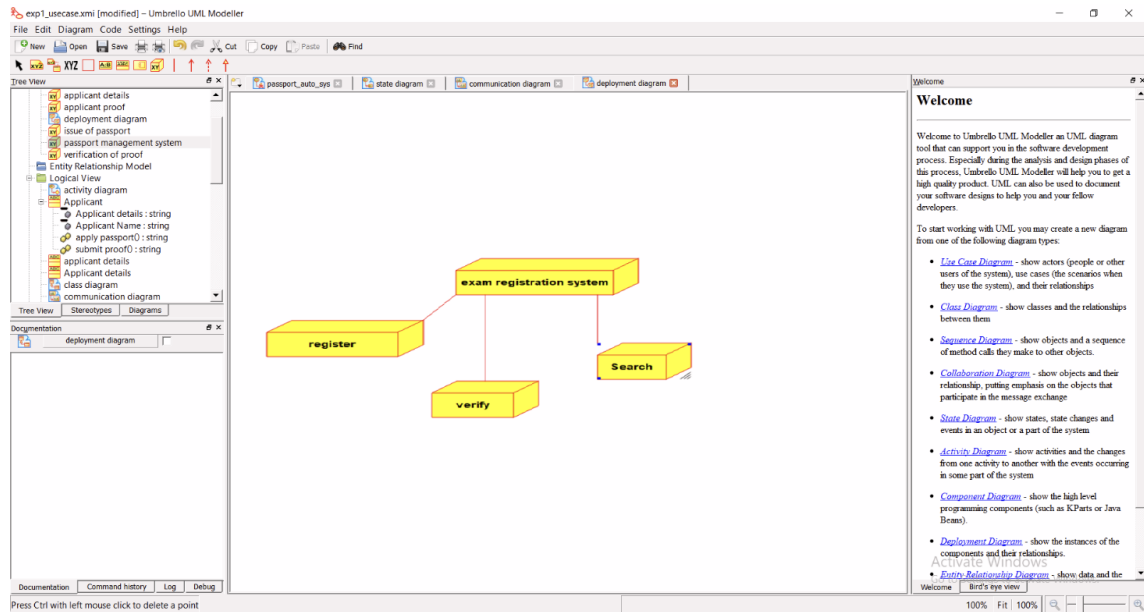 exp1_usecase.xmi [modified] – Umbrello UML Modeller
File Edit Diagram Code Settings Help
New Open Save Cut Copy Paste Find
XYZ
Tree View
applicant details
applicant proof
deployment diagram
issue of passport
passport management system
verification of proof
Entity Relationship Model
Logical View
activity diagram
Applicant
Applicant details : string
Applicant Name : string
apply passport() : string
submit proof() : string
applicant details
Applicant details
class diagram
communication diagram
Tree View Stereotypes Diagrams
Documentation
deployment diagram
Documentation Command history Log Debug
passport_auto_sys state diagram communication diagram deployment diagram
exam registration system
register
Search
verify
Welcome
Welcome
Welcome to Umbrello UML Modeller an UML diagram
tool that can support you in the software development
process. Especially during the analysis and design phases of
this process, Umbrello UML Modeller will help you to get a
high quality product. UML can also be used to document
your software designs to help you and your fellow
developers.
To start working with UML you may create a new diagram
from one of the following diagram types:
• Use Case Diagram - show actors (people or other
users of the system), use cases (the scenarios when
they use the system), and their relationships
• Class Diagram - show classes and the relationships
between them
• Sequence Diagram - show objects and a sequence
of method calls they make to other objects.
• Collaboration Diagram - show objects and their
relationship, putting emphasis on the objects that
participate in the message exchange
• State Diagram - show states, state changes and
events in an object or a part of the system
• Activity Diagram - show activities and the changes
from one activity to another with the events occurring
in some part of the system
• Component Diagram - show the high level
programming components (such as KParts or Java
Beans).
• Deployment Diagram - show the instances of the
components and their relationships.
Activate Windows
• Entity-Relationship Diagram - show data and the
Welcome Bird's eye view
Press Ctrl with left mouse click to delete a point
100% Fit 100%